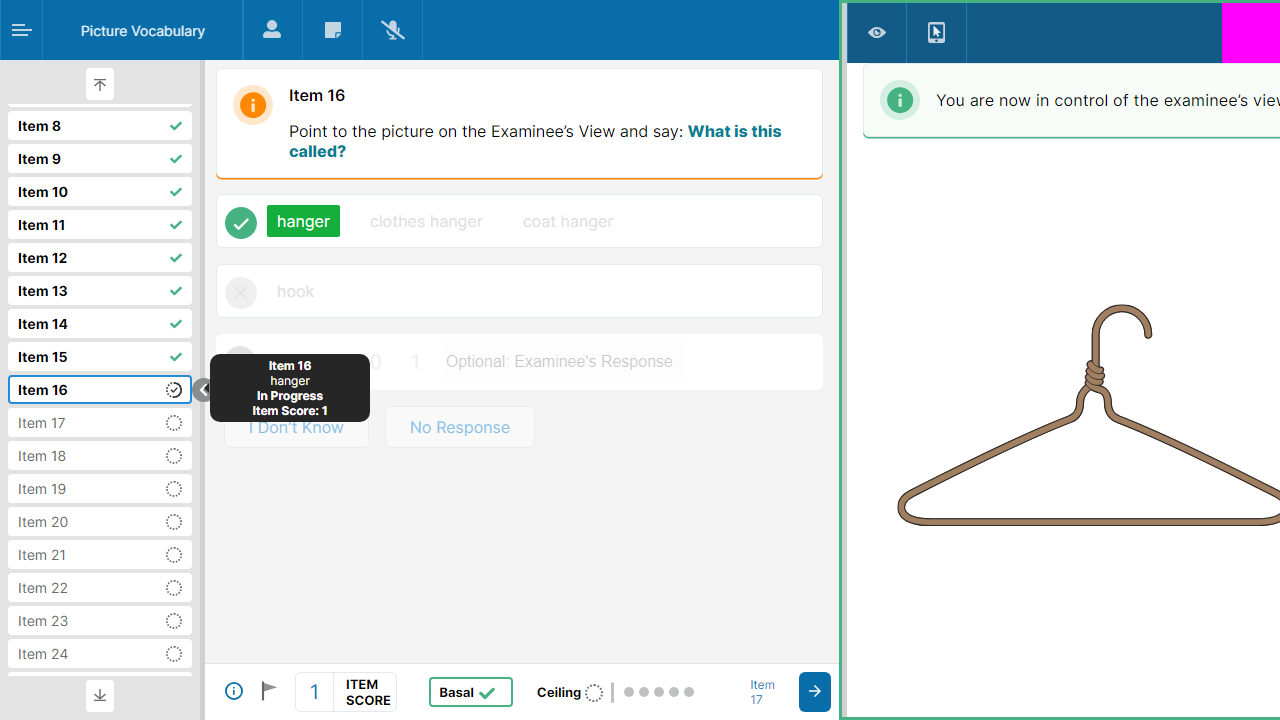 Picture Vocabulary
Item 8
Item 9
Item 10
Item 11
Item 12
Item 13
Item 14
Item 15
Item 16
Item 17
Item 18
Item 19
Item 20
Item 21
Item 22
Item 23
Item 24
Item 16
Point to the picture on the Examinee's View and say: What is this
called?
hanger clothes hanger coat hanger
hook
0 1 Optional: Examinee's Response
Item 16
hanger
In Progress
Item Score: 1
I Don't Know No Response
1 ITEM
SCORE
Basal
Ceiling
Item
17
You are now in control of the examinee's